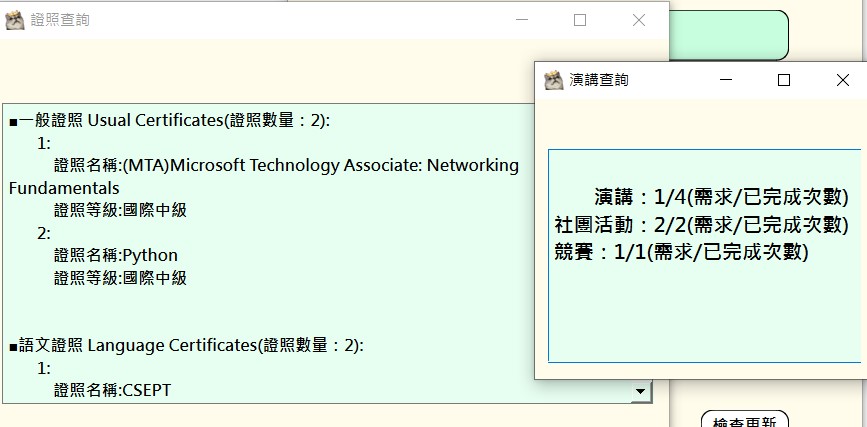 證照查詢
■一般證照 Usual Certificates(證照數量：2):
1:
證照名稱:(MTA)Microsoft Technology Associate: Networking
Fundamentals
證照等級:國際中級
2:
證照名稱:Python
證照等級:國際中級
■語文證照 Language Certificates(證照數量：2):
1:
證照名稱:CSEPT
演講查詢
演講：1/4(需求/已完成次數)
社團活動：2/2(需求/已完成次數)
競賽：1/1(需求/已完成次數)
檢查更新